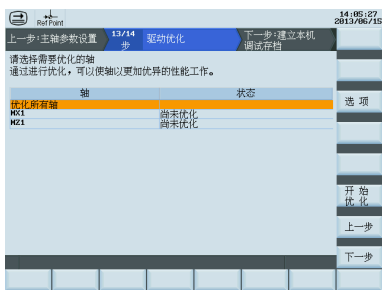 Ref Point
14:05:27
2013/06/15
上一步:主轴参数设置
13/14
步
驱动优化
下一步:建立本机
调试存档
请选择需要优化的轴
通过进行优化，可以使轴以更加优异的性能工作。
轴 状态
优化所有轴
MX1 尚未优化
MZ1 尚未优化
选 项
开 始
优 化
上一步
下一步